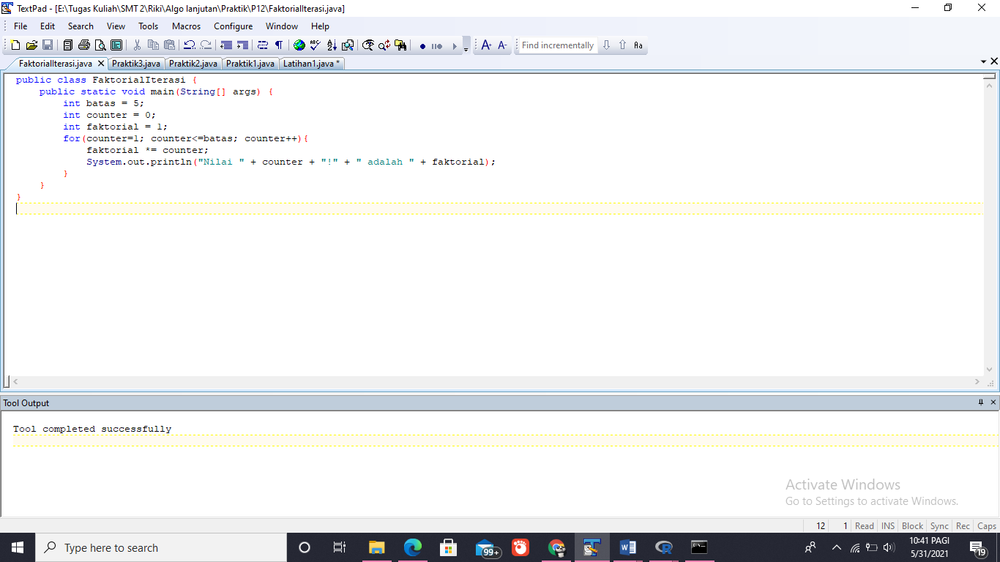 TextPad - [E:\Tugas Kuliah\SMT 2\Riki\Algo lanjutan\Praktik\P12\FaktorialIterasi.java]
File Edit Search View Tools Macros Configure Window Help
Find incrementally Aa
FaktorialIterasi.java Praktik3.java Praktik2.java Praktik1.java Latihan1.java *
public class FaktorialIterasi {
    public static void main(String[] args) {
        int batas = 5;
        int counter = 0;
        int faktorial = 1;
        for(counter=1; counter<=batas; counter++){
            faktorial *= counter;
            System.out.println("Nilai " + counter + "!" + " adalah " + faktorial);
        }
    }
}
Tool Output
Tool completed successfully
Activate Windows
Go to Settings to activate Windows.
12 1 Read INS Block Sync Rec Caps
Type here to search
99+
10:41 PAGI
5/31/2021
19